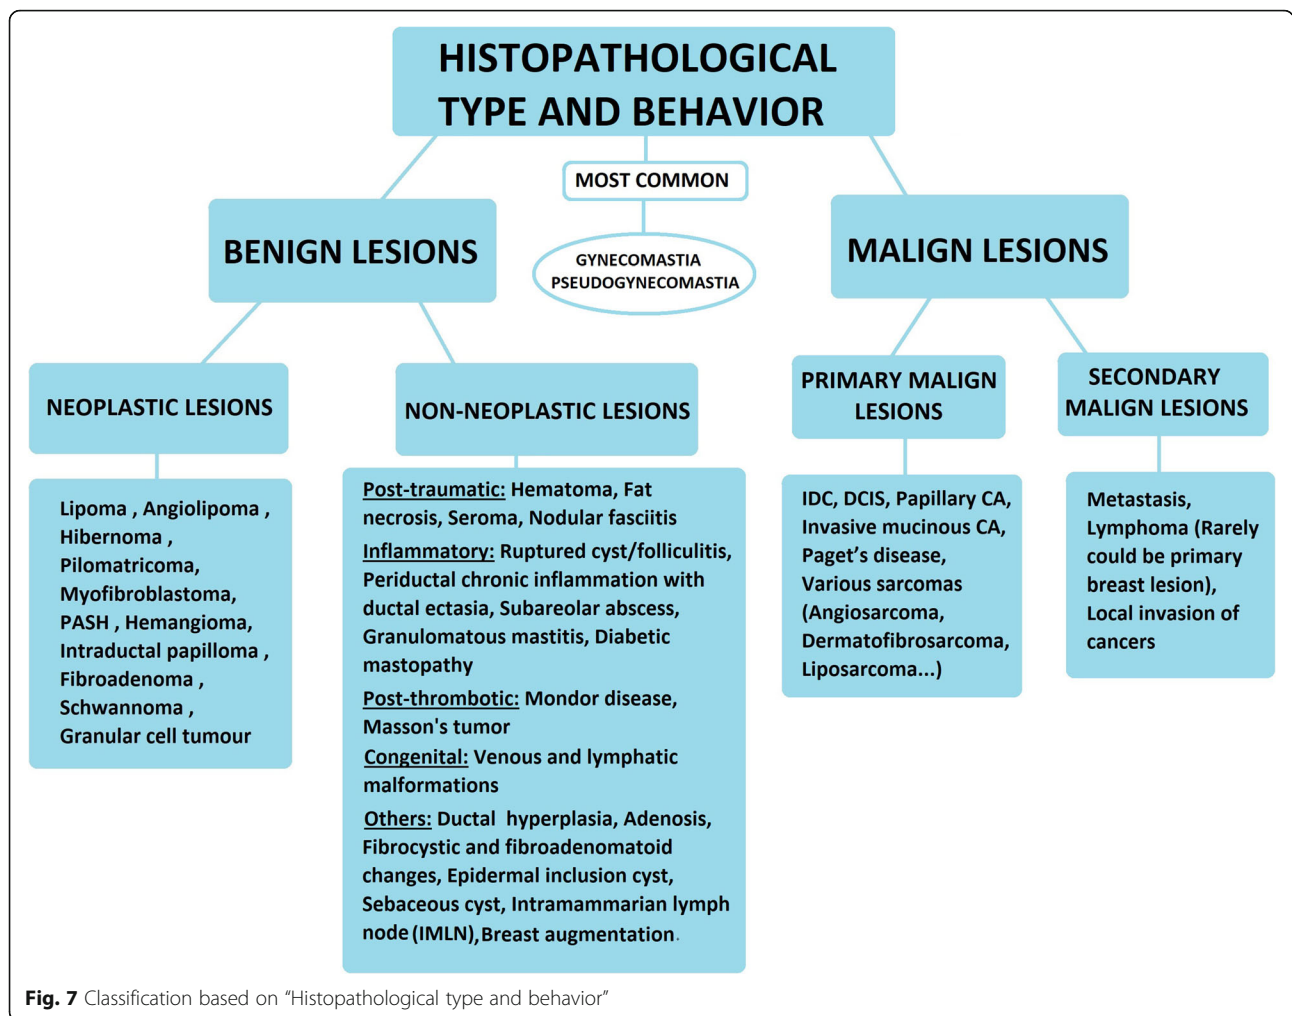 HISTOPATHOLOGICAL
TYPE AND BEHAVIOR
MOST COMMON
GYNECOMASTIA
PSEUDOGYNECOMASTIA
BENIGN LESIONS
MALIGN LESIONS
NEOPLASTIC LESIONS
Lipoma , Angiolipoma ,
Hibernoma ,
Pilomatricoma,
Myofibroblastoma,
PASH , Hemangioma,
Intraductal papilloma ,
Fibroadenoma ,
Schwannoma ,
Granular cell tumour
NON-NEOPLASTIC LESIONS
Post-traumatic: Hematoma, Fat
necrosis, Seroma, Nodular fasciitis
Inflammatory: Ruptured cyst/folliculitis,
Periductal chronic inflammation with
ductal ectasia, Subareolar abscess,
Granulomatous mastitis, Diabetic
mastopathy
Post-thrombotic: Mondor disease,
Masson's tumor
Congenital: Venous and lymphatic
malformations
Others: Ductal hyperplasia, Adenosis,
Fibrocystic and fibroadenomatoid
changes, Epidermal inclusion cyst,
Sebaceous cyst, Intramammarian lymph
node (IMLN), Breast augmentation.
PRIMARY MALIGN
LESIONS
IDC, DCIS, Papillary CA,
Invasive mucinous CA,
Paget's disease,
Various sarcomas
(Angiosarcoma,
Dermatofibrosarcoma,
Liposarcoma...)
SECONDARY
MALIGN LESIONS
Metastasis,
Lymphoma (Rarely
could be primary
breast lesion),
Local invasion of
cancers
Fig. 7 Classification based on “Histopathological type and behavior”